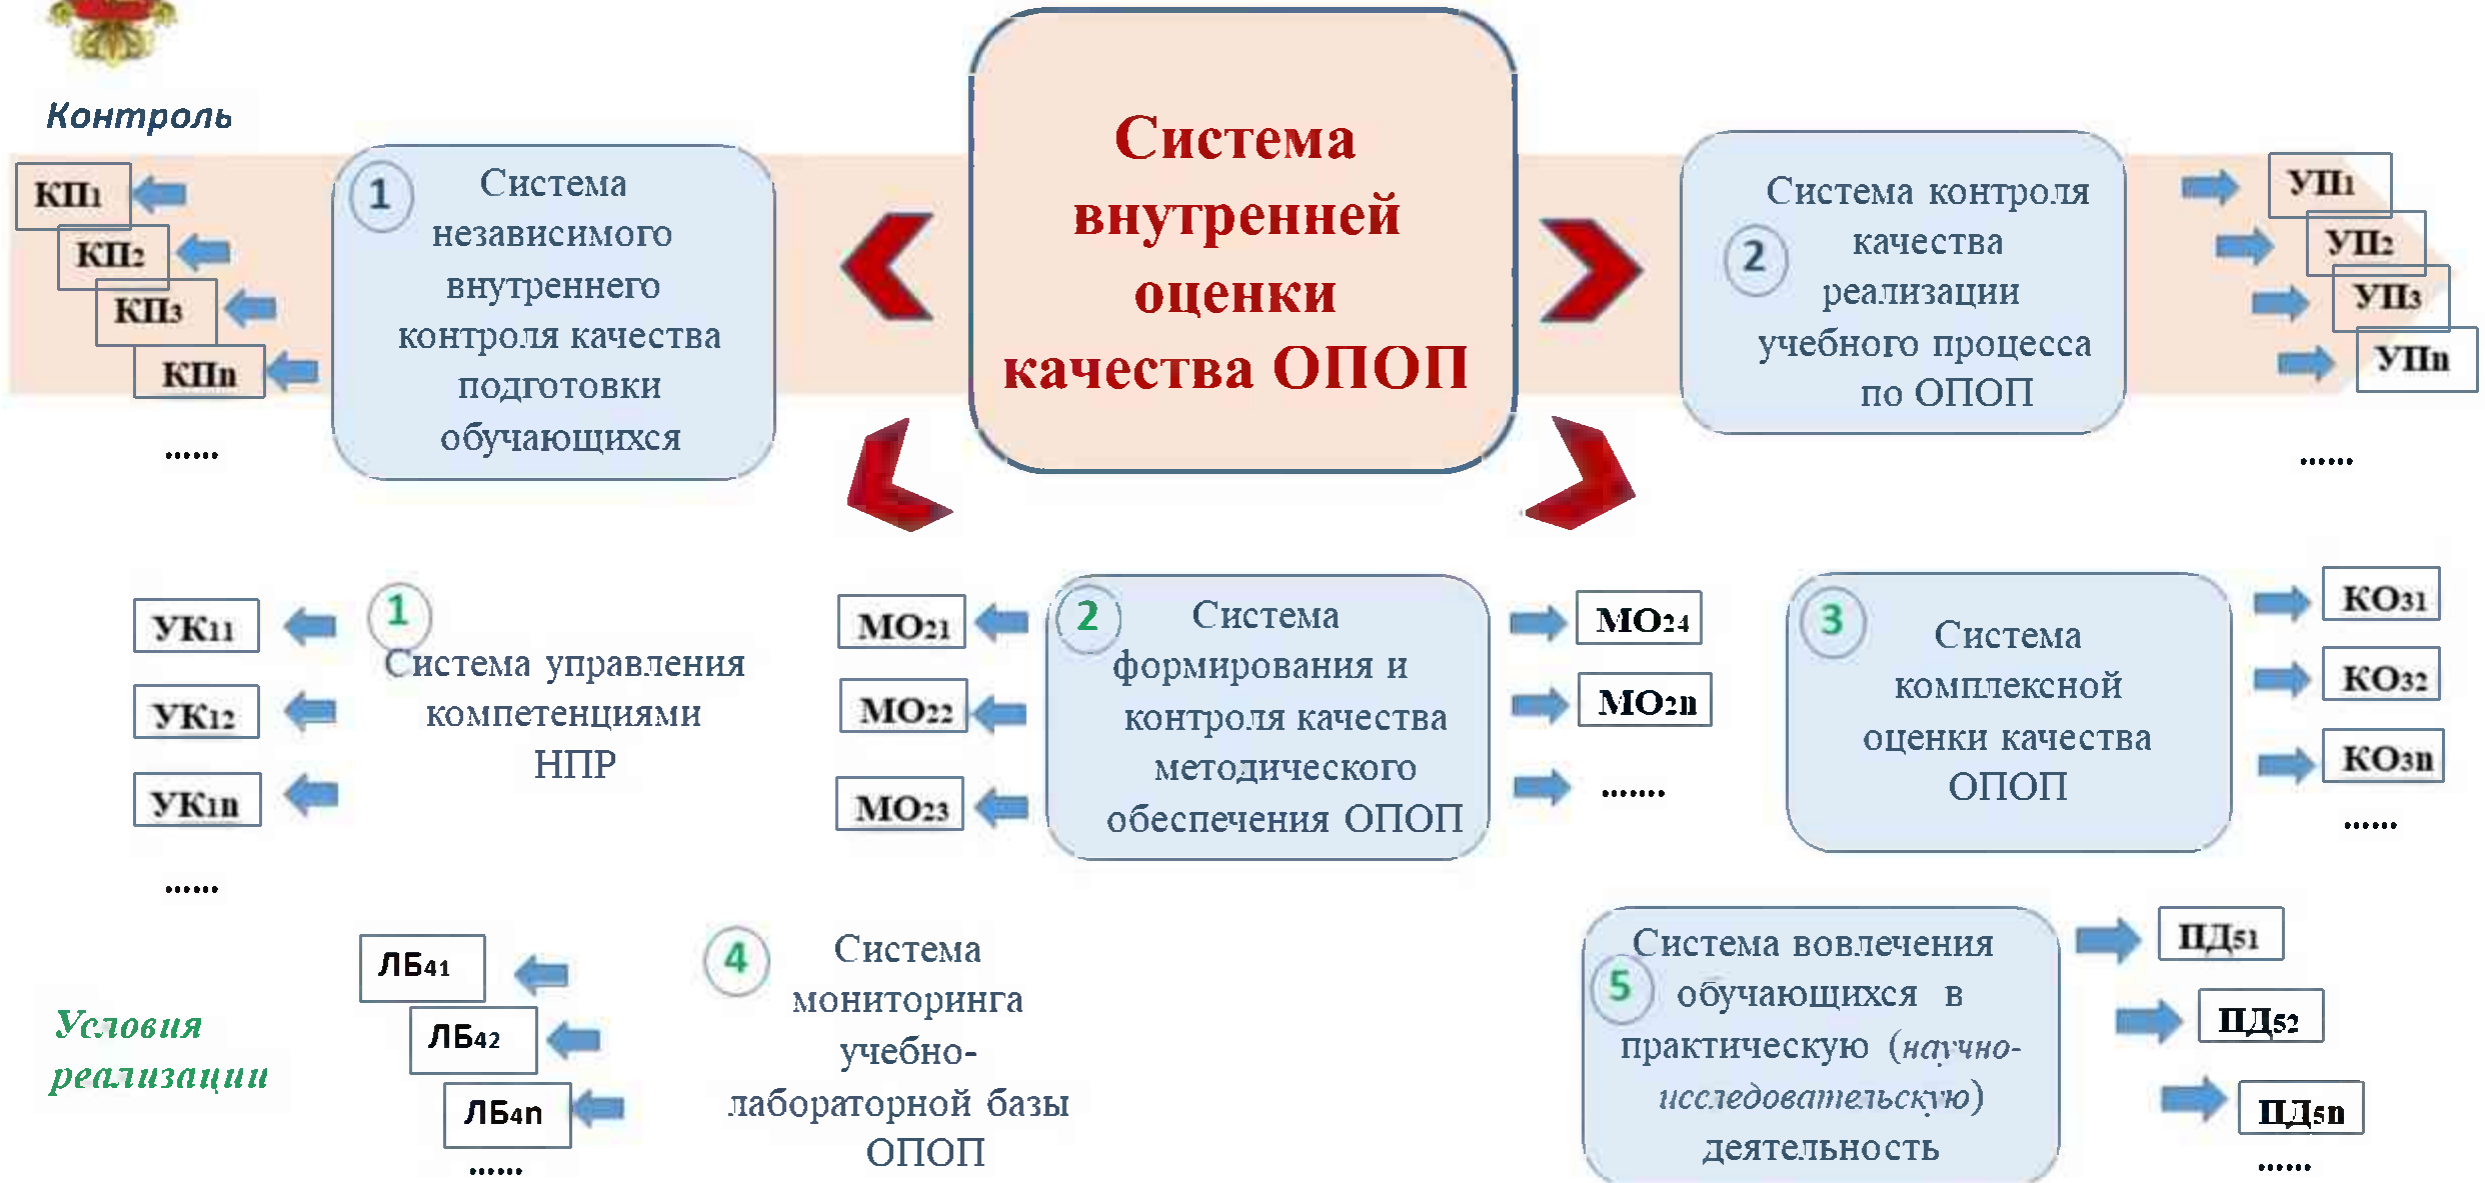 Контроль
Система
внутренней
оценки
качества ОПОП
КП1
КП2
КП3
КПn
......
1
Система
независимого
внутреннего
контроля качества
подготовки
обучающихся
2
Система контроля
качества
реализации
учебного процесса
по ОПОП
УП1
УП2
УП3
УПn
......
УК11
УК12
УК1n
......
1
Система управления
компетенциями
НПР
МО21
МО22
МО23
2
Система
формирования и
контроля качества
методического
обеспечения ОПОП
МО24
МО2n
.......
3
Система
комплексной
оценки качества
ОПОП
КО31
КО32
КО3n
......
Условия
реализации
ЛБ41
ЛБ42
ЛБ4n
......
4
Система
мониторинга
учебно-
лабораторной базы
ОПОП
5
Система вовлечения
обучающихся в
практическую (научно-
исследовательскую)
деятельность
ПД51
ПД52
ПД5n
......